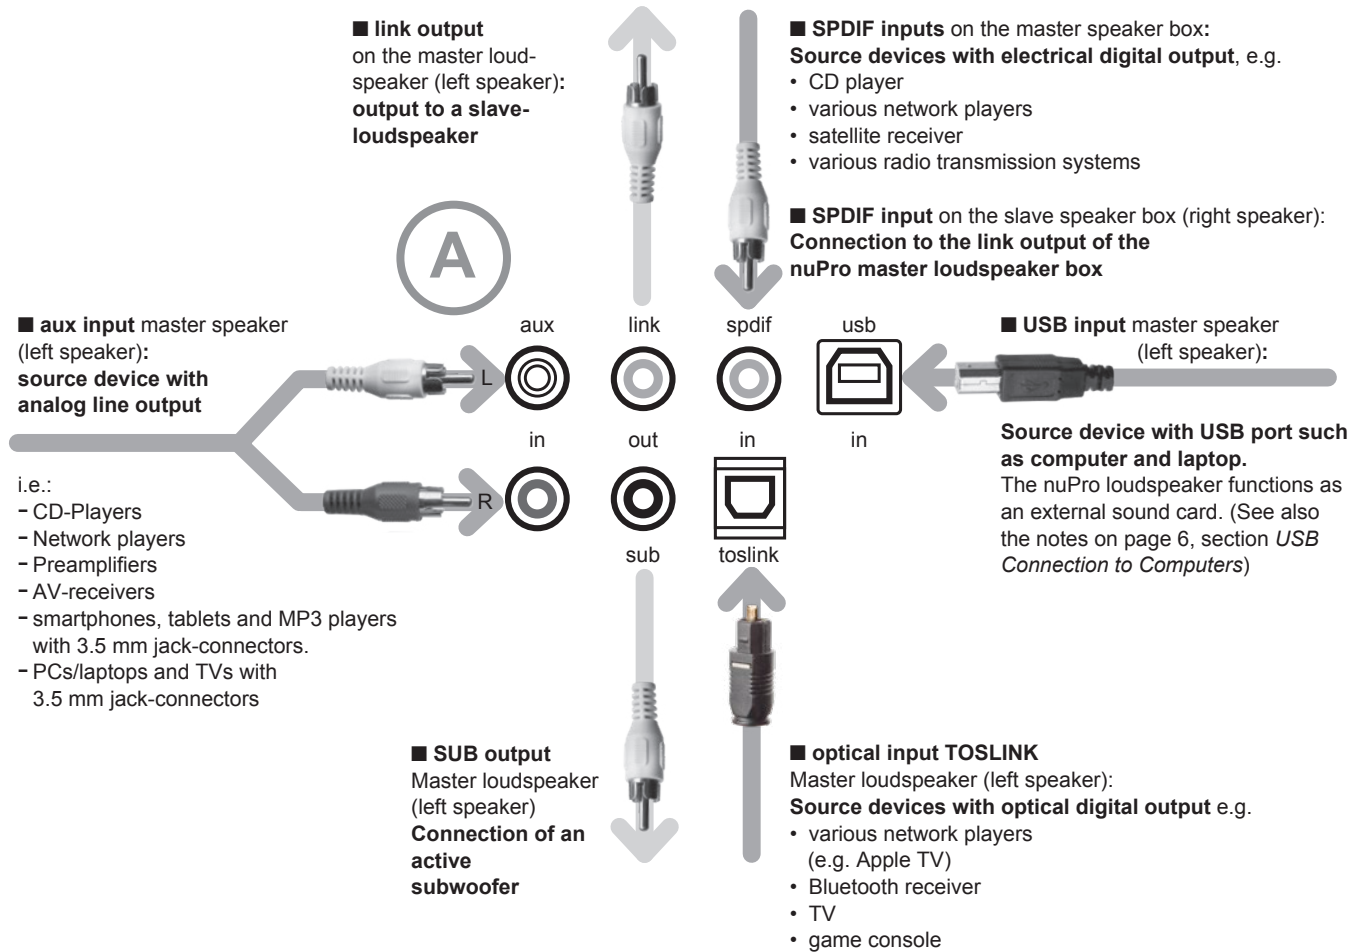 ■ link output
on the master loud-
speaker (left speaker):
output to a slave-
loudspeaker
■ SPDIF inputs on the master speaker box:
Source devices with electrical digital output, e.g.
• CD player
• various network players
• satellite receiver
• various radio transmission systems
■ SPDIF input on the slave speaker box (right speaker):
Connection to the link output of the
nuPro master loudspeaker box
A
■ aux input master speaker
(left speaker):
source device with
analog line output
i.e.:
- CD-Players
- Network players
- Preamplifiers
- AV-receivers
- smartphones, tablets and MP3 players
with 3.5 mm jack-connectors.
- PCs/laptops and TVs with
3.5 mm jack-connectors
aux link spdif usb
L
in out in in
R
sub toslink
■ USB input master speaker
(left speaker):
Source device with USB port such
as computer and laptop.
The nuPro loudspeaker functions as
an external sound card. (See also
the notes on page 6, section USB
Connection to Computers)
■ SUB output
Master loudspeaker
(left speaker)
Connection of an
active
subwoofer
■ optical input TOSLINK
Master loudspeaker (left speaker):
Source devices with optical digital output e.g.
• various network players
(e.g. Apple TV)
• Bluetooth receiver
• TV
• game console